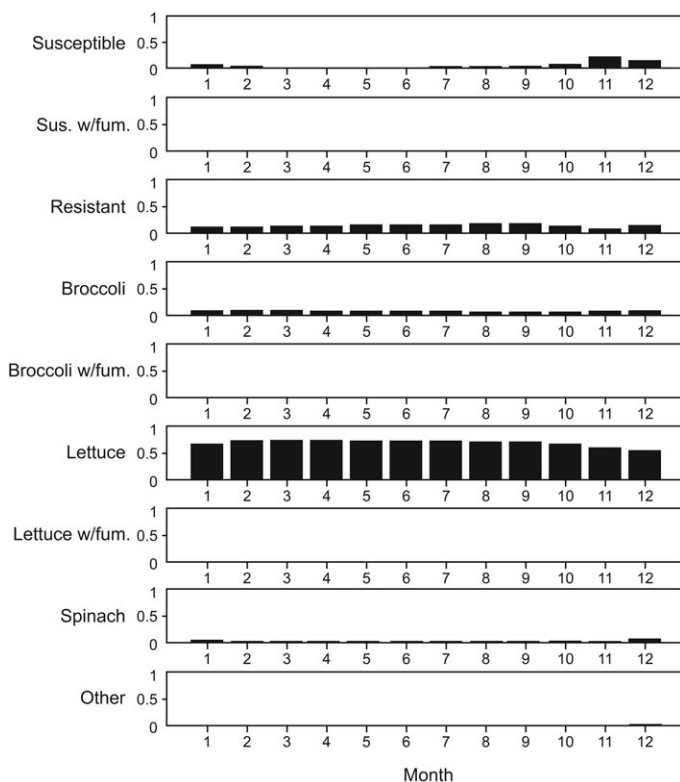 1
Susceptible 0.5
0
1 2 3 4 5 6 7 8 9 10 11 12
1
Sus. w/fum. 0.5
0
1 2 3 4 5 6 7 8 9 10 11 12
1
Resistant 0.5
0
1 2 3 4 5 6 7 8 9 10 11 12
1
Broccoli 0.5
0
1 2 3 4 5 6 7 8 9 10 11 12
1
Broccoli w/fum. 0.5
0
1 2 3 4 5 6 7 8 9 10 11 12
1
Lettuce 0.5
0
1 2 3 4 5 6 7 8 9 10 11 12
1
Lettuce w/fum. 0.5
0
1 2 3 4 5 6 7 8 9 10 11 12
1
Spinach 0.5
0
1 2 3 4 5 6 7 8 9 10 11 12
1
Other 0.5
0
1 2 3 4 5 6 7 8 9 10 11 12
Month